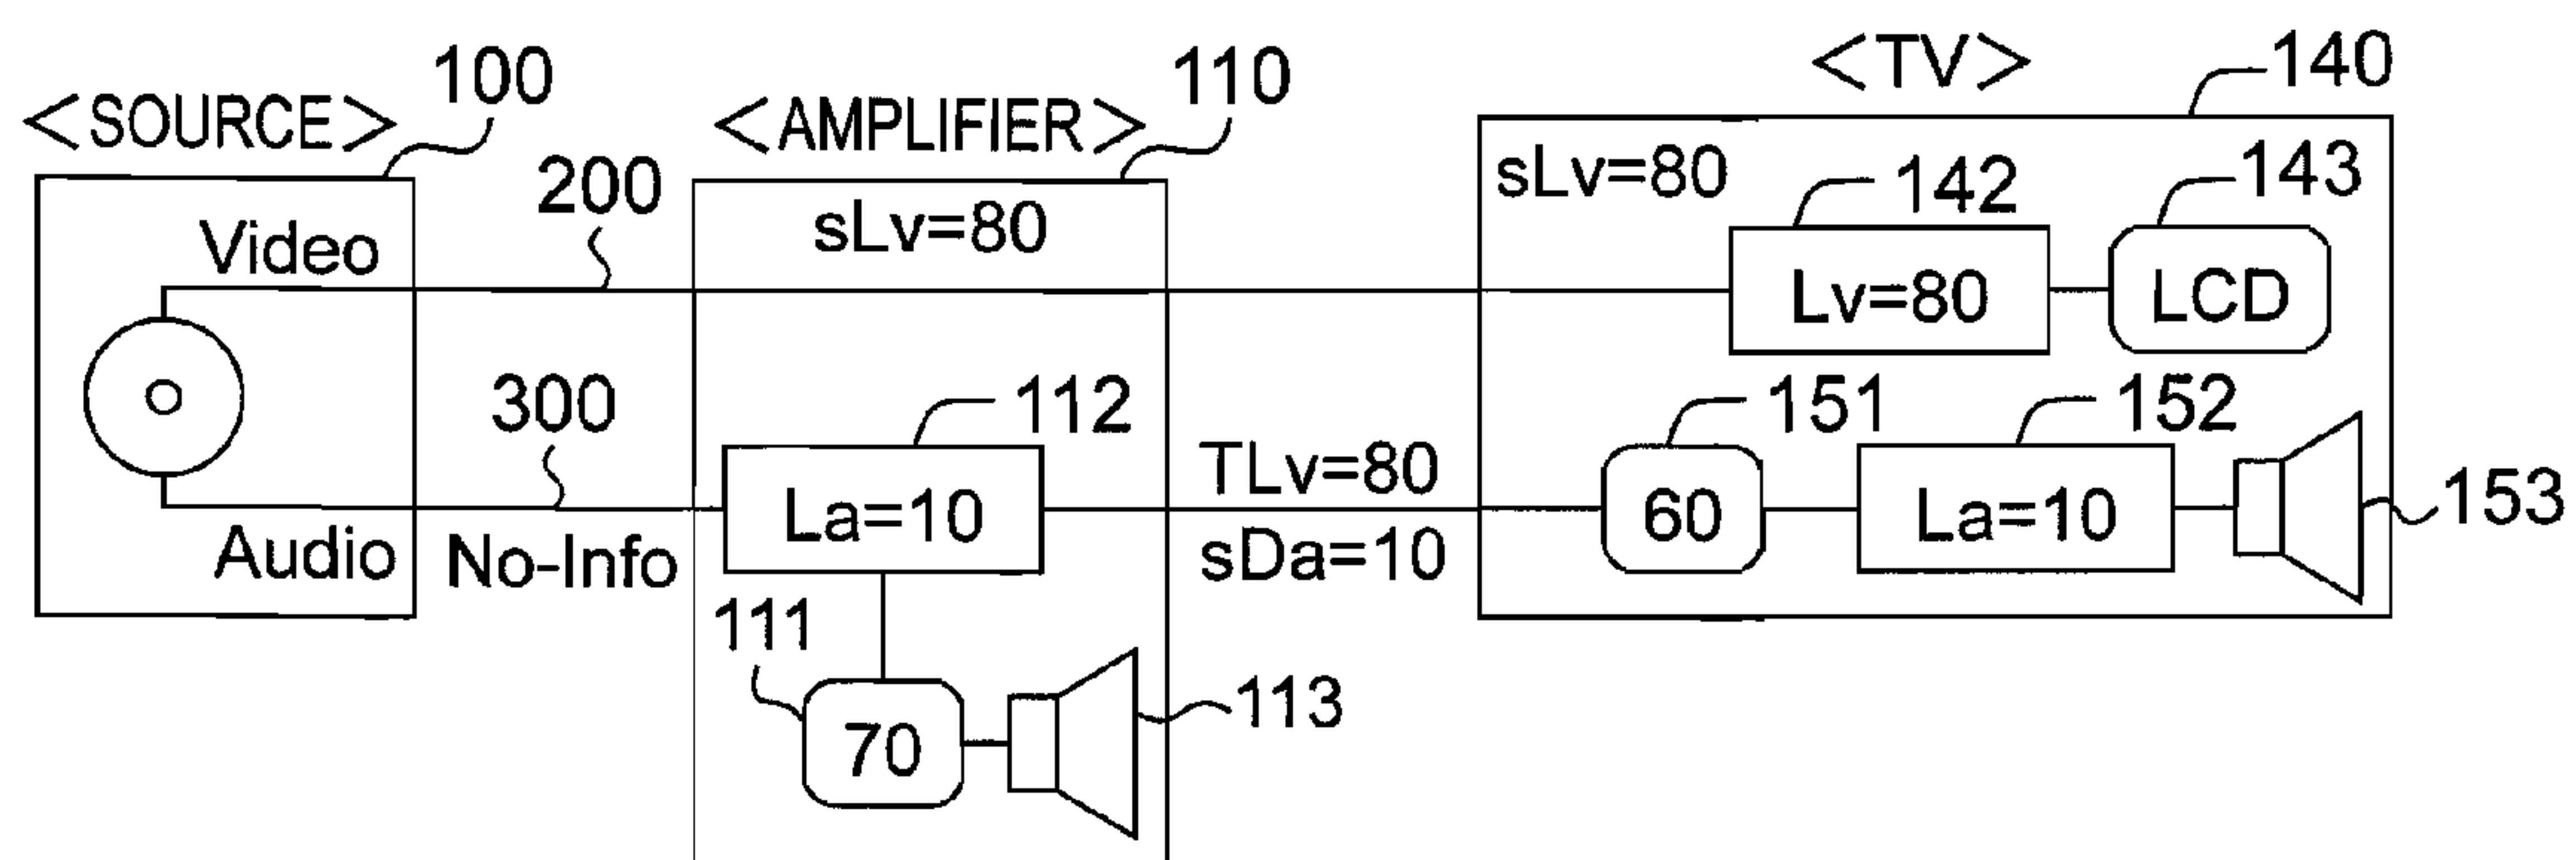 <SOURCE>
100
Video
Audio
200
300
No-Info
<AMPLIFIER>
110
sLv=80
112
La=10
111
70
113
TLv=80
sDa=10
<TV>
140
sLv=80
142
Lv=80
143
LCD
151
60
152
La=10
153